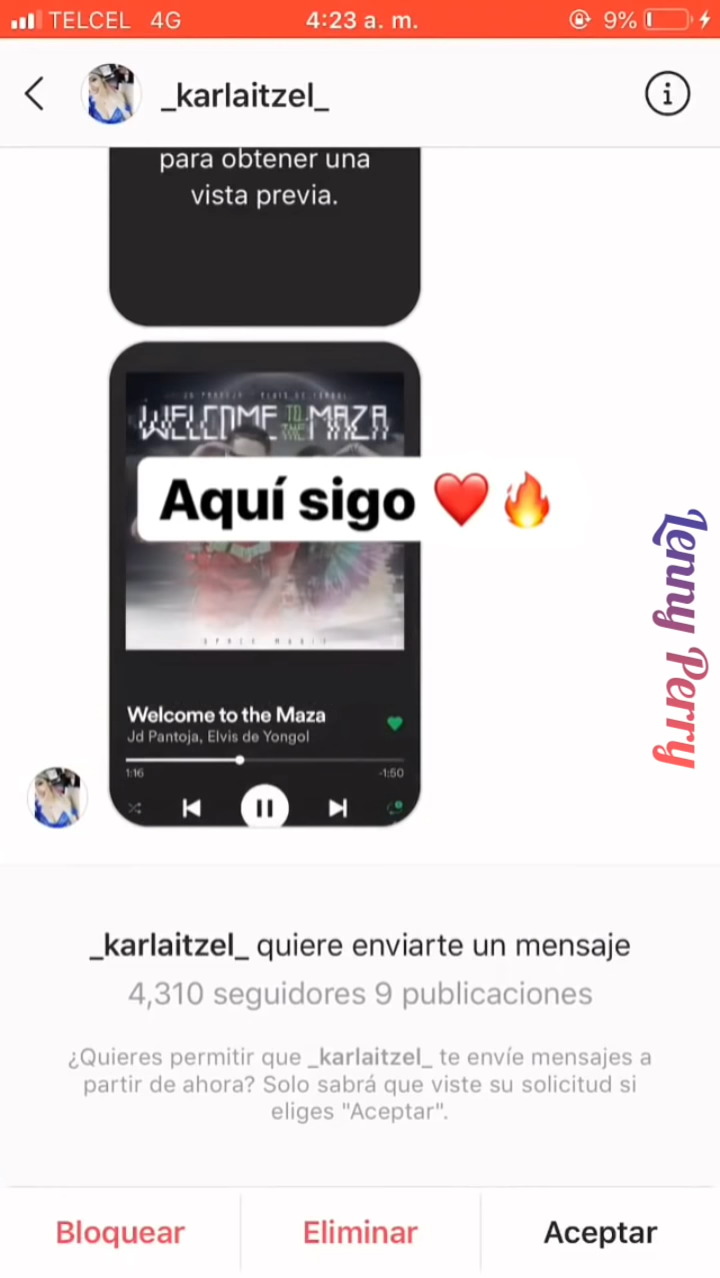 TELCEL 4G 4:23 a. m. 9%
_karlaitzel_
para obtener una
vista previa.
WELCOME TO THE MAZA
Aquí sigo ❤️🔥
Lenny Perry
Welcome to the Maza
Jd Pantoja, Elvis de Yongol
1:16 -1:50
_karlaitzel_ quiere enviarte un mensaje
4,310 seguidores 9 publicaciones
¿Quieres permitir que _karlaitzel_ te envíe mensajes a
partir de ahora? Solo sabrá que viste su solicitud si
eliges "Aceptar".
Bloquear Eliminar Aceptar